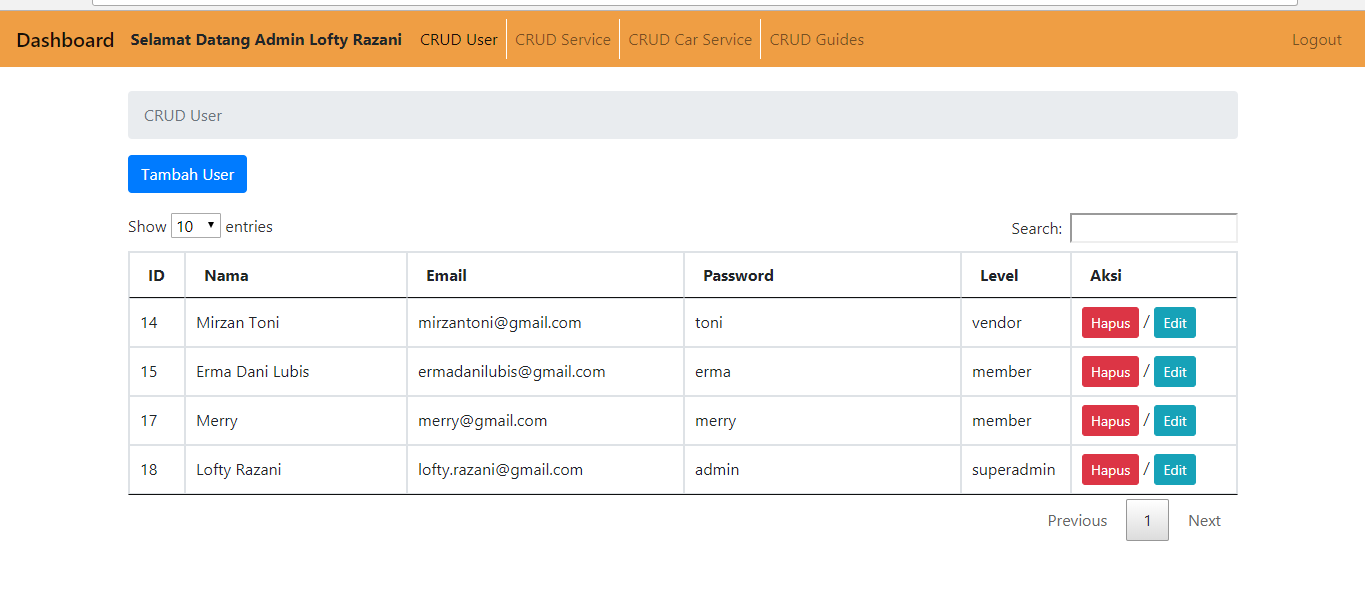 Dashboard Selamat Datang Admin Lofty Razani CRUD User CRUD Service CRUD Car Service CRUD Guides Logout
CRUD User
Tambah User
Show 10 entries Search:
ID Nama Email Password Level Aksi
14 Mirzan Toni mirzantoni@gmail.com toni vendor Hapus / Edit
15 Erma Dani Lubis ermadanilubis@gmail.com erma member Hapus / Edit
17 Merry merry@gmail.com merry member Hapus / Edit
18 Lofty Razani lofty.razani@gmail.com admin superadmin Hapus / Edit
Previous 1 Next